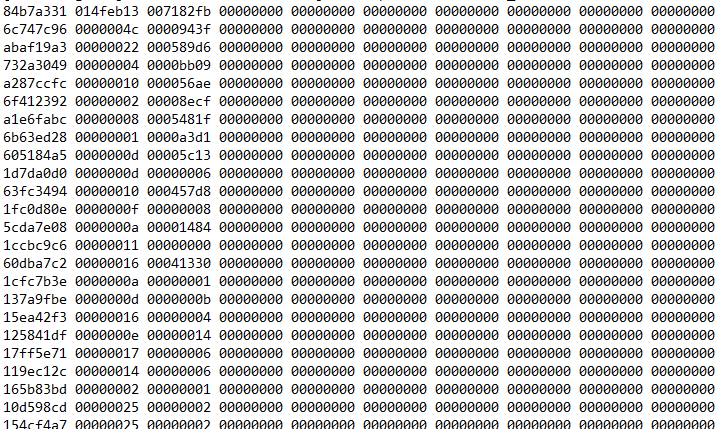 84b7a331 014feb13 007182fb 00000000 00000000 00000000 00000000 00000000 00000000 00000000
6c747c96 0000004c 0000943f 00000000 00000000 00000000 00000000 00000000 00000000 00000000
abaf19a3 00000022 000589d6 00000000 00000000 00000000 00000000 00000000 00000000 00000000
732a3049 00000004 0000bb09 00000000 00000000 00000000 00000000 00000000 00000000 00000000
a287ccfc 00000010 000056ae 00000000 00000000 00000000 00000000 00000000 00000000 00000000
6f412392 00000002 00008ecf 00000000 00000000 00000000 00000000 00000000 00000000 00000000
a1e6fabc 00000008 0005481f 00000000 00000000 00000000 00000000 00000000 00000000 00000000
6b63ed28 00000001 0000a3d1 00000000 00000000 00000000 00000000 00000000 00000000 00000000
605184a5 0000000d 00005c13 00000000 00000000 00000000 00000000 00000000 00000000 00000000
1d7da0d0 0000000d 00000006 00000000 00000000 00000000 00000000 00000000 00000000 00000000
63fc3494 00000010 000457d8 00000000 00000000 00000000 00000000 00000000 00000000 00000000
1fc0d80e 0000000f 00000008 00000000 00000000 00000000 00000000 00000000 00000000 00000000
5cda7e08 0000000a 00001484 00000000 00000000 00000000 00000000 00000000 00000000 00000000
1ccbc9c6 00000011 00000000 00000000 00000000 00000000 00000000 00000000 00000000 00000000
60dba7c2 00000016 00041330 00000000 00000000 00000000 00000000 00000000 00000000 00000000
1cfc7b3e 0000000a 00000001 00000000 00000000 00000000 00000000 00000000 00000000 00000000
137a9fbe 0000000d 0000000b 00000000 00000000 00000000 00000000 00000000 00000000 00000000
15ea42f3 00000016 00000004 00000000 00000000 00000000 00000000 00000000 00000000 00000000
125841df 0000000e 00000014 00000000 00000000 00000000 00000000 00000000 00000000 00000000
17ff5e71 00000017 00000006 00000000 00000000 00000000 00000000 00000000 00000000 00000000
119ec12c 00000014 00000006 00000000 00000000 00000000 00000000 00000000 00000000 00000000
165b83bd 00000002 00000001 00000000 00000000 00000000 00000000 00000000 00000000 00000000
10d598cd 00000025 00000002 00000000 00000000 00000000 00000000 00000000 00000000 00000000
154cf4a7 00000025 00000002 00000000 00000000 00000000 00000000 00000000 00000000 00000000